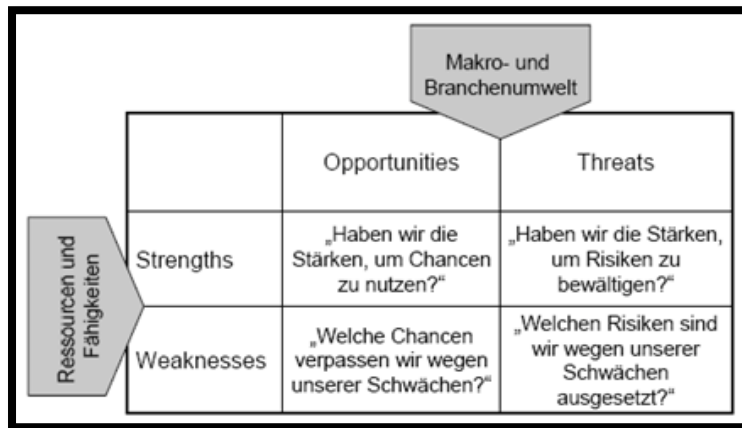 Makro- und
Branchenumwelt
Opportunities
Threats
Ressourcen und
Fähigkeiten
Strengths
„Haben wir die
Stärken, um Chancen
zu nutzen?“
„Haben wir die Stärken,
um Risiken zu
bewältigen?“
Weaknesses
„Welche Chancen
verpassen wir wegen
unserer Schwächen?“
„Welchen Risiken sind
wir wegen unserer
Schwächen
ausgesetzt?“